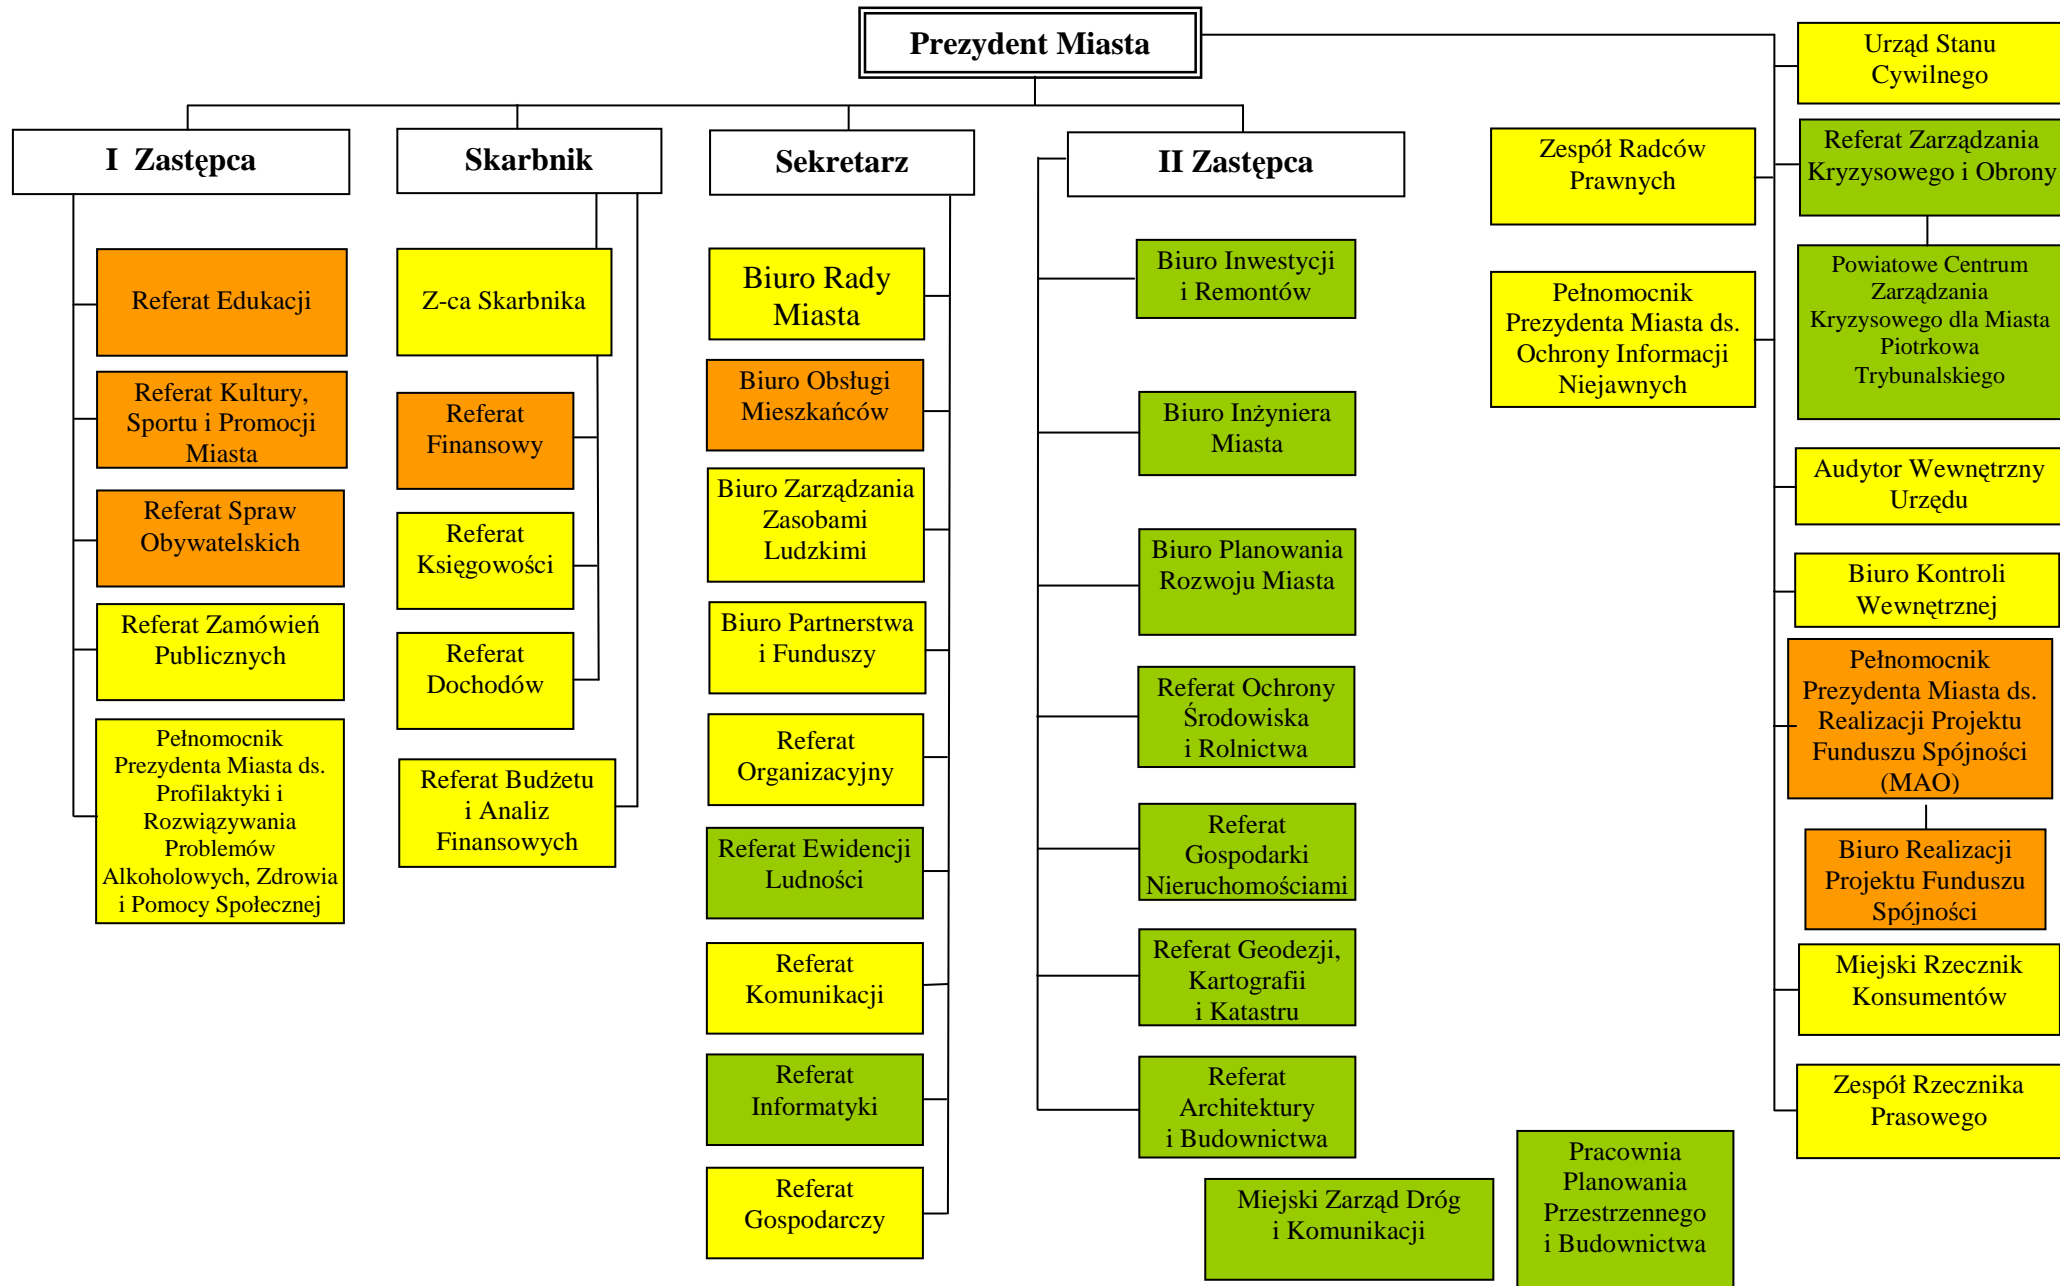 Prezydent Miasta
I Zastępca
Skarbnik
Sekretarz
II Zastępca
Referat Edukacji
Referat Kultury,
Sportu i Promocji
Miasta
Referat Spraw
Obywatelskich
Referat Zamówień
Publicznych
Pełnomocnik
Prezydenta Miasta ds.
Profilaktyki i
Rozwiązywania
Problemów
Alkoholowych, Zdrowia
i Pomocy Społecznej
Z-ca Skarbnika
Referat
Finansowy
Referat
Księgowości
Referat
Dochodów
Referat Budżetu
i Analiz
Finansowych
Biuro Rady
Miasta
Biuro Obsługi
Mieszkańców
Biuro Zarządzania
Zasobami
Ludzkimi
Biuro Partnerstwa
i Funduszy
Referat
Organizacyjny
Referat Ewidencji
Ludności
Referat
Komunikacji
Referat
Informatyki
Referat
Gospodarczy
Biuro Inwestycji
i Remontów
Biuro Inżyniera
Miasta
Biuro Planowania
Rozwoju Miasta
Referat Ochrony
Środowiska
i Rolnictwa
Referat
Gospodarki
Nieruchomościami
Referat Geodezji,
Kartografii
i Katastru
Referat
Architektury
i Budownictwa
Miejski Zarząd Dróg
i Komunikacji
Pracownia
Planowania
Przestrzennego
i Budownictwa
Zespół Radców
Prawnych
Pełnomocnik
Prezydenta Miasta ds.
Ochrony Informacji
Niejawnych
Urząd Stanu
Cywilnego
Referat Zarządzania
Kryzysowego i Obrony
Powiatowe Centrum
Zarządzania
Kryzysowego dla Miasta
Piotrkowa
Trybunalskiego
Audytor Wewnętrzny
Urzędu
Biuro Kontroli
Wewnętrznej
Pełnomocnik
Prezydenta Miasta ds.
Realizacji Projektu
Funduszu Spójności
(MAO)
Biuro Realizacji
Projektu Funduszu
Spójności
Miejski Rzecznik
Konsumentów
Zespół Rzecznika
Prasowego